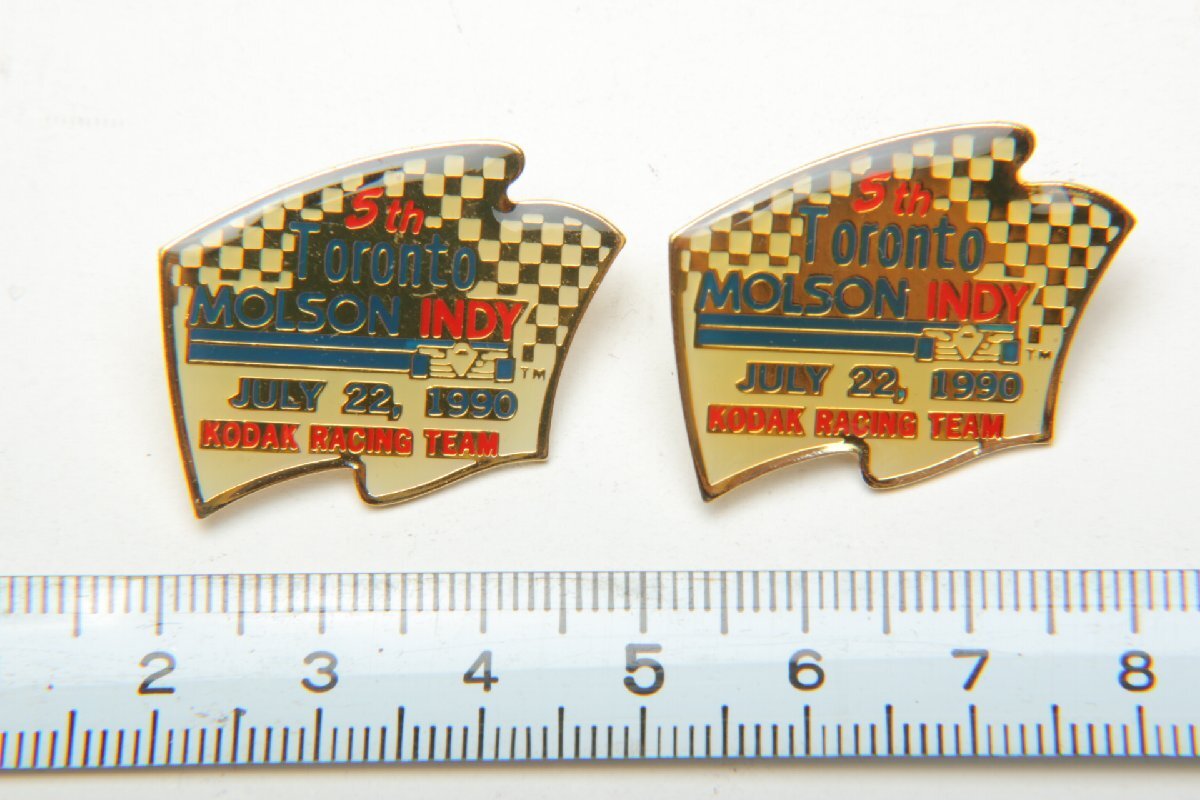 5th
Toronto
MOLSON INDY
TM
JULY 22, 1990
KODAK RACING TEAM
5th
Toronto
MOLSON INDY
TM
JULY 22, 1990
KODAK RACING TEAM
2 3 4 5 6 7 8